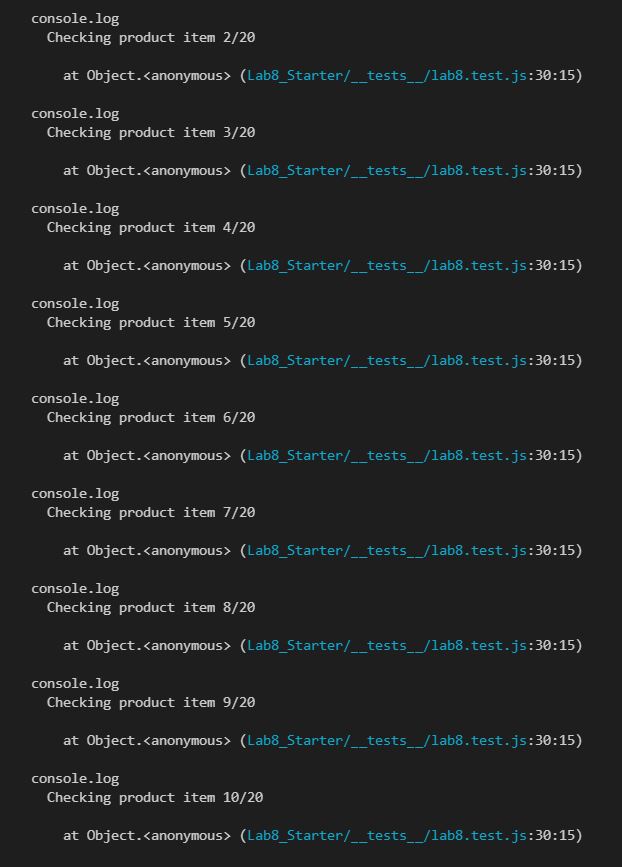 console.log
Checking product item 2/20
at Object.<anonymous> (Lab8_Starter/__tests__/lab8.test.js:30:15)
console.log
Checking product item 3/20
at Object.<anonymous> (Lab8_Starter/__tests__/lab8.test.js:30:15)
console.log
Checking product item 4/20
at Object.<anonymous> (Lab8_Starter/__tests__/lab8.test.js:30:15)
console.log
Checking product item 5/20
at Object.<anonymous> (Lab8_Starter/__tests__/lab8.test.js:30:15)
console.log
Checking product item 6/20
at Object.<anonymous> (Lab8_Starter/__tests__/lab8.test.js:30:15)
console.log
Checking product item 7/20
at Object.<anonymous> (Lab8_Starter/__tests__/lab8.test.js:30:15)
console.log
Checking product item 8/20
at Object.<anonymous> (Lab8_Starter/__tests__/lab8.test.js:30:15)
console.log
Checking product item 9/20
at Object.<anonymous> (Lab8_Starter/__tests__/lab8.test.js:30:15)
console.log
Checking product item 10/20
at Object.<anonymous> (Lab8_Starter/__tests__/lab8.test.js:30:15)